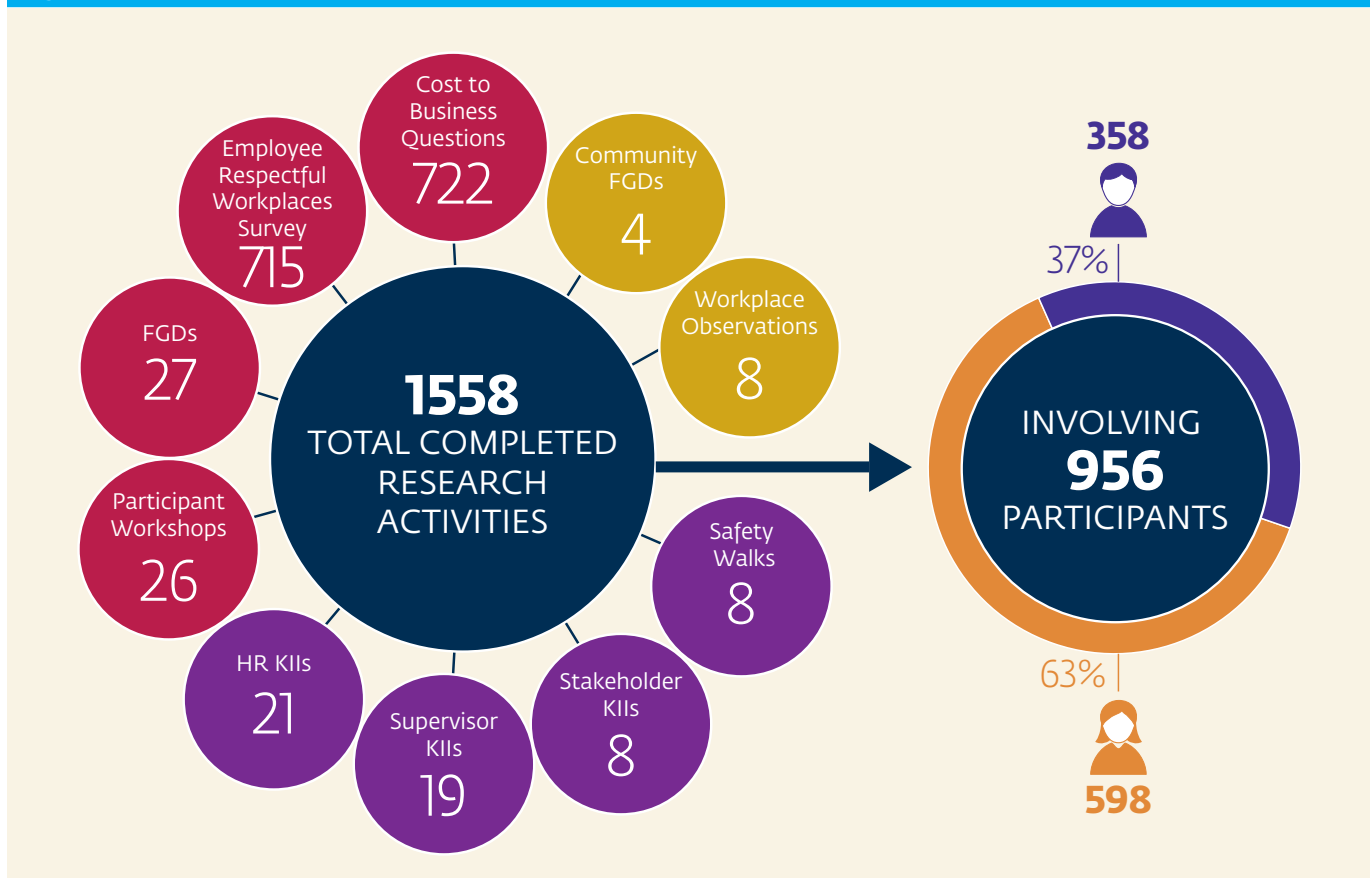 Cost to
Business
Questions
722
Community
FGDs
4
Workplace
Observations
8
Safety
Walks
8
Stakeholder
KIIs
8
Supervisor
KIIs
19
HR KIIs
21
Participant
Workshops
26
FGDs
27
Employee
Respectful
Workplaces
Survey
715
1558
TOTAL COMPLETED
RESEARCH
ACTIVITIES
358
37%
INVOLVING
956
PARTICIPANTS
63%
598